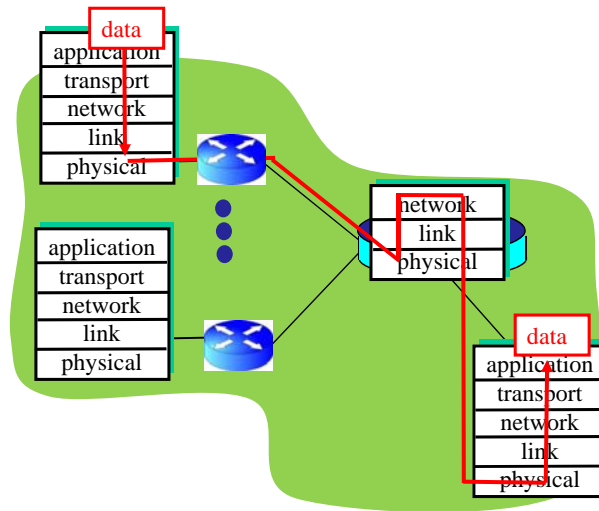 data
application
transport
network
link
physical
network
link
physical
application
transport
network
link
physical
data
application
transport
network
link
physical